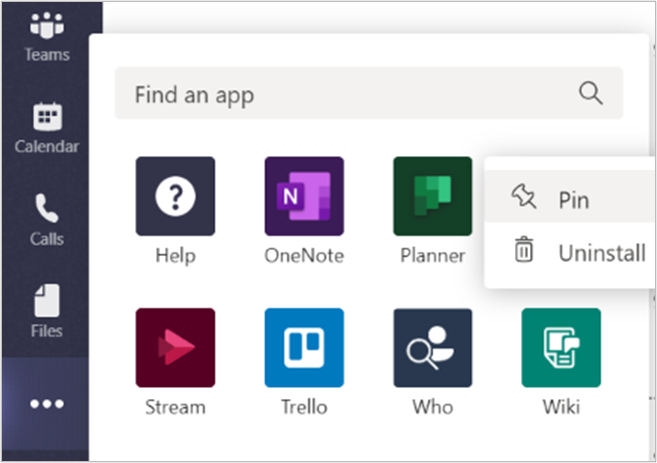 Teams
Calendar
Calls
Files
Find an app
?
Help
N
OneNote
Planner
Pin
Uninstall
Stream
Trello
Who
Wiki